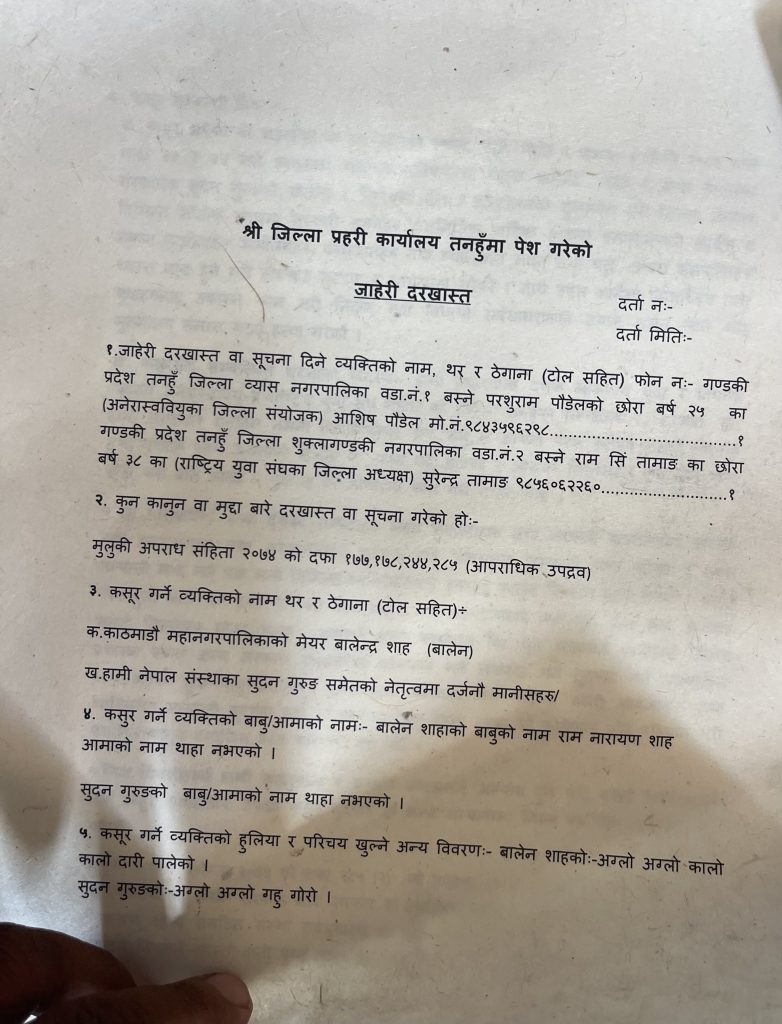 श्री जिल्ला प्रहरी कार्यालय तनहुँमा पेश गरेको
जाहेरी दरखास्त
दर्ता नः-
दर्ता मितिः-
१.जाहेरी दरखास्त वा सूचना दिने व्यक्तिको नाम, थर र ठेगाना (टोल सहित) फोन नः- गण्डकी
प्रदेश तनहुँ जिल्ला व्यास नगरपालिका वडा.नं.१ बस्ने परशुराम पौडेलको छोरा बर्ष २५ का
(अनेरास्ववियुका जिल्ला संयोजक) आशिष पौडेल मो.नं.९८४३५९६२९८.....................................१
गण्डकी प्रदेश तनहुँ जिल्ला शुक्लागण्डकी नगरपालिका वडा.नं.२ बस्ने राम सिं तामाङ का छोरा
बर्ष ३८ का (राष्ट्रिय युवा संघका जिल्ला अध्यक्ष) सुरेन्द्र तामाङ ९८५६०६२२६०.........................१
२. कुन कानुन वा मुद्दा बारे दरखास्त वा सूचना गरेको होः-
मुलुकी अपराध संहिता २०७४ को दफा १७७,१७८,२४४,२८५ (आपराधिक उपद्रव)
३. कसूर गर्ने व्यक्तिको नाम थर र ठेगाना (टोल सहित)÷
क.काठमाडौ महानगरपालिकाको मेयर बालेन्द्र शाह (बालेन)
ख.हामी नेपाल संस्थाका सुदन गुरुङ समेतको नेतृत्वमा दर्जनौ मानीसहरु/
४. कसुर गर्ने व्यक्तिको बाबु/आमाको नामः- बालेन शाहाको बाबुको नाम राम नारायण शाह
आमाको नाम थाहा नभएको ।
सुदन गुरुङको बाबु/आमाको नाम थाहा नभएको ।
५. कसूर गर्ने व्यक्तिको हुलिया र परिचय खुल्ने अन्य विवरणः- बालेन शाहकोः-अग्लो अग्लो कालो
कालो दारी पालेको ।
सुदन गुरुङकोः-अग्लो अग्लो गहु गोरो ।